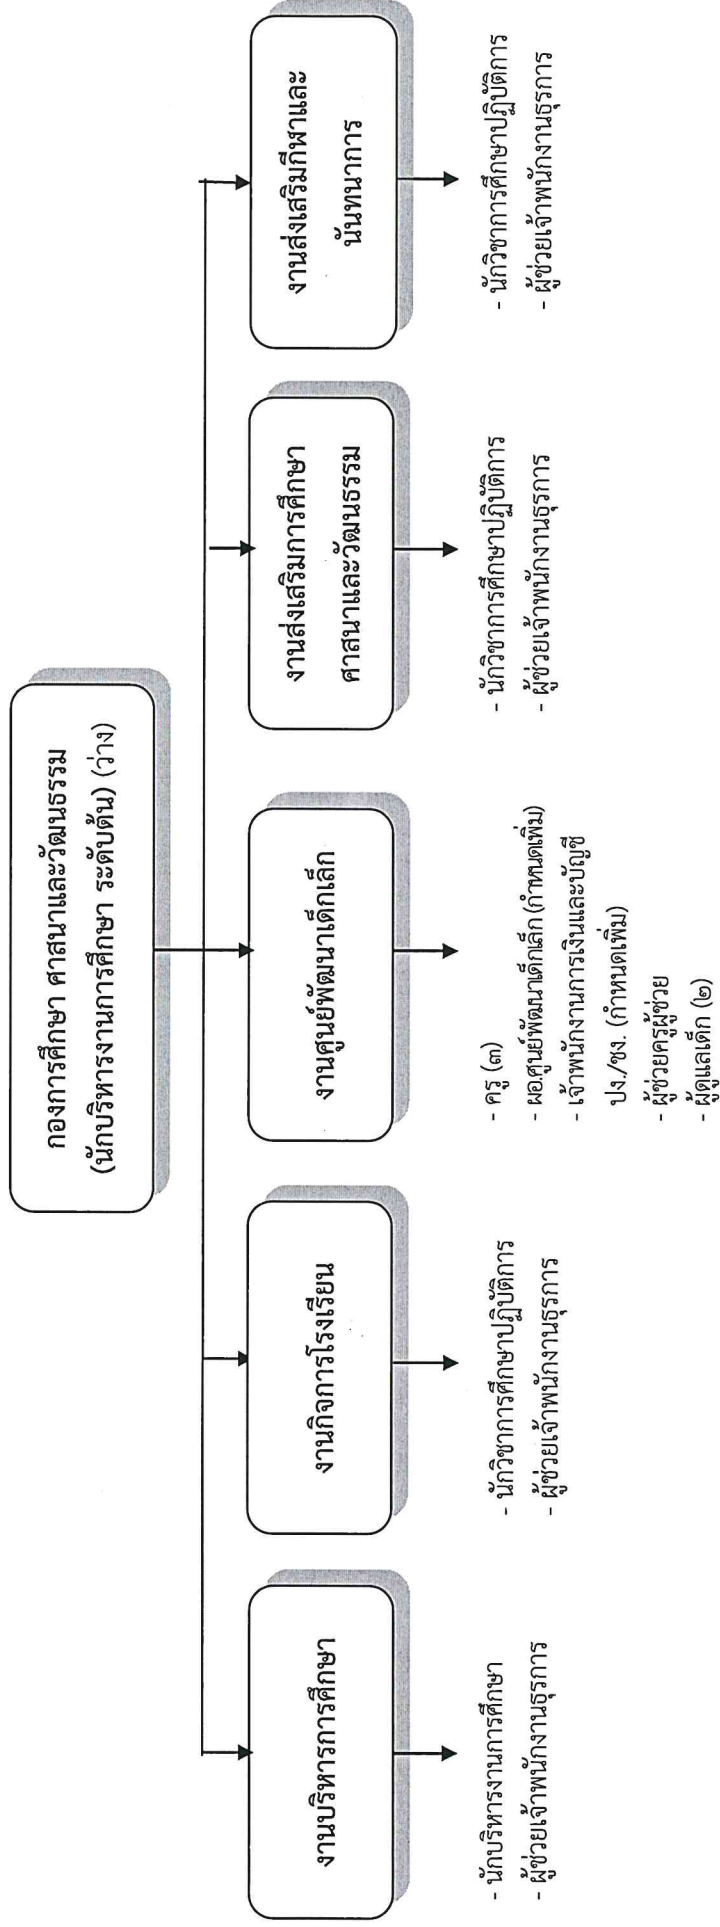 กองการศึกษา ศาสนาและวัฒนธรรม
(นักบริหารงานการศึกษา ระดับต้น) (ว่าง)
งานบริหารการศึกษา
- นักบริหารงานการศึกษา
- ผู้ช่วยเจ้าพนักงานธุรการ
งานกิจการโรงเรียน
- นักวิชาการศึกษาปฏิบัติการ
- ผู้ช่วยเจ้าพนักงานธุรการ
งานศูนย์พัฒนาเด็กเล็ก
- ครู (๓)
- ผอ.ศูนย์พัฒนาเด็กเล็ก (กำหนดเพิ่ม)
- เจ้าพนักงานการเงินและบัญชี
ปง./ชง. (กำหนดเพิ่ม)
- ผู้ช่วยครูผู้ช่วย
- ผู้ดูแลเด็ก (๒)
งานส่งเสริมการศึกษา
ศาสนาและวัฒนธรรม
- นักวิชาการศึกษาปฏิบัติการ
- ผู้ช่วยเจ้าพนักงานธุรการ
งานส่งเสริมกีฬาและ
นันทนาการ
- นักวิชาการศึกษาปฏิบัติการ
- ผู้ช่วยเจ้าพนักงานธุรการ